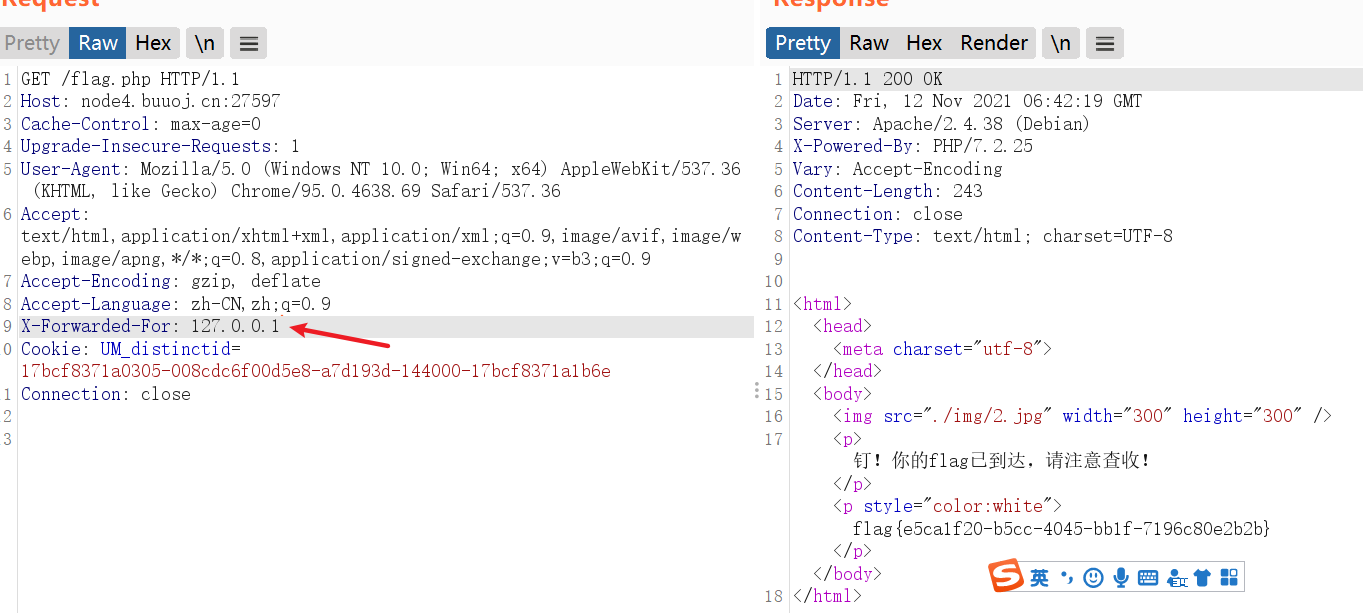 Request
Pretty Raw Hex \n
1 GET /flag.php HTTP/1.1
2 Host: node4.buuoj.cn:27597
3 Cache-Control: max-age=0
4 Upgrade-Insecure-Requests: 1
5 User-Agent: Mozilla/5.0 (Windows NT 10.0; Win64; x64) AppleWebKit/537.36
(KHTML, like Gecko) Chrome/95.0.4638.69 Safari/537.36
6 Accept:
text/html,application/xhtml+xml,application/xml;q=0.9,image/avif,image/w
ebp,image/apng,*/*;q=0.8,application/signed-exchange;v=b3;q=0.9
7 Accept-Encoding: gzip, deflate
8 Accept-Language: zh-CN,zh;q=0.9
9 X-Forwarded-For: 127.0.0.1
0 Cookie: UM_distinctid=
17bcf8371a0305-008cdc6f00d5e8-a7d193d-144000-17bcf8371a1b6e
1 Connection: close
2
3
Response
Pretty Raw Hex Render \n
1 HTTP/1.1 200 OK
2 Date: Fri, 12 Nov 2021 06:42:19 GMT
3 Server: Apache/2.4.38 (Debian)
4 X-Powered-By: PHP/7.2.25
5 Vary: Accept-Encoding
6 Content-Length: 243
7 Connection: close
8 Content-Type: text/html; charset=UTF-8
9
10
11 <html>
12 <head>
13 <meta charset="utf-8">
14 </head>
15 <body>
16 <img src="./img/2.jpg" width="300" height="300" />
17 <p>
钉！你的flag已到达，请注意查收！
</p>
<p style="color:white">
flag{e5ca1f20-b5cc-4045-bb1f-7196c80e2b2b}
</p>
</body>
18 </html>
S英